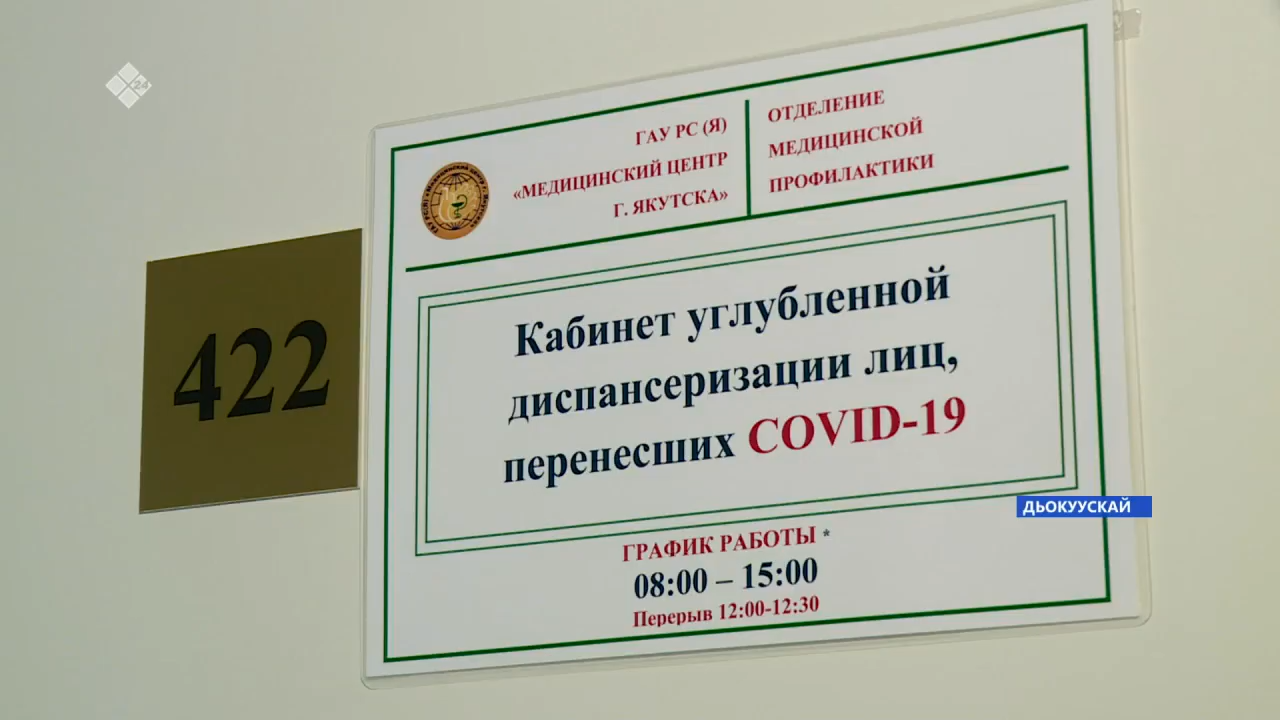 24
422
ГАУ РС (Я)
«МЕДИЦИНСКИЙ ЦЕНТР
Г. ЯКУТСКА»
ОТДЕЛЕНИЕ
МЕДИЦИНСКОЙ
ПРОФИЛАКТИКИ
Кабинет углубленной
диспансеризации лиц,
перенесших COVID-19
ГРАФИК РАБОТЫ *
08:00 – 15:00
Перерыв 12:00-12:30
ДЬОКУУСКАЙ